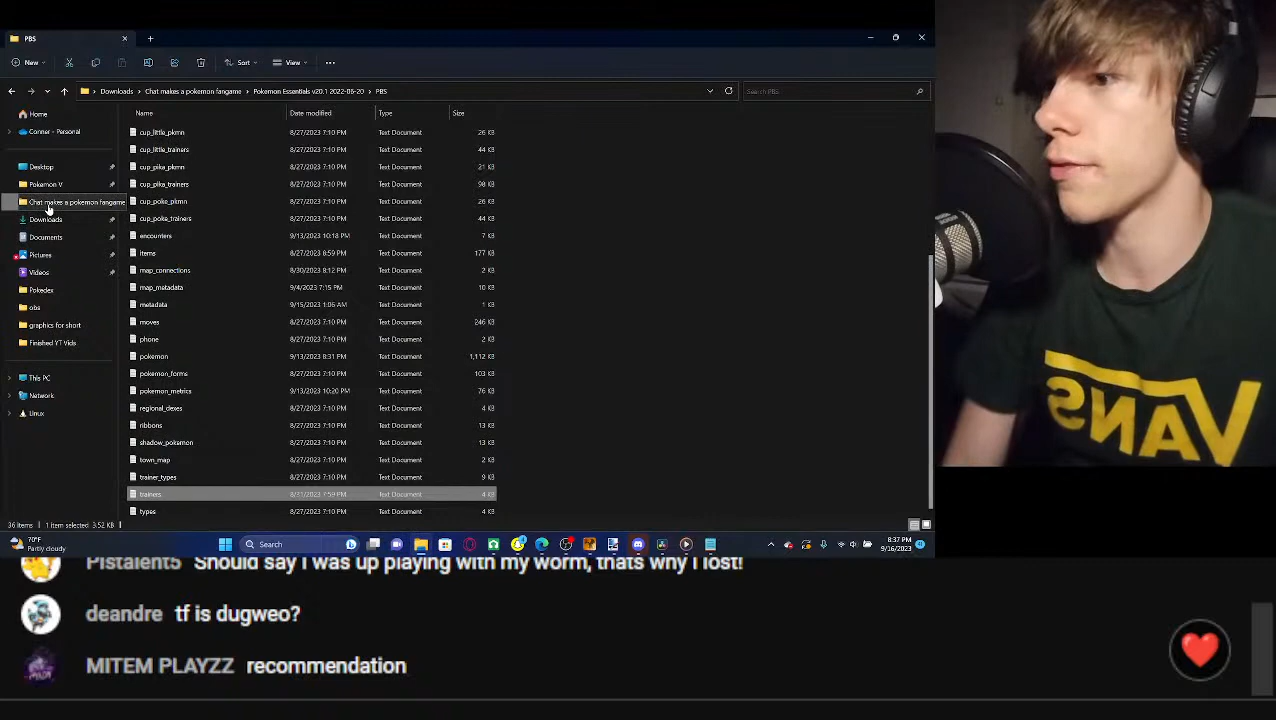 PBS
New
Sort
View
Downloads > Chat makes a pokemon fangame > Pokemon Essentials v20.1 2022-06-20 > PBS
Search PBS
Name Date modified Type Size
Home
Conner - Personal
Desktop
Pokemon V
Chat makes a pokemon fangame
Downloads
Documents
Pictures
Videos
Pokedex
obs
graphics for short
Finished YT Vids
This PC
Network
Linux
cup_little_pkmn 8/27/2023 7:10 PM Text Document 26 KB
cup_little_trainers 8/27/2023 7:10 PM Text Document 44 KB
cup_pika_pkmn 8/27/2023 7:10 PM Text Document 21 KB
cup_pika_trainers 8/27/2023 7:10 PM Text Document 98 KB
cup_poke_pkmn 8/27/2023 7:10 PM Text Document 26 KB
cup_poke_trainers 8/27/2023 7:10 PM Text Document 44 KB
encounters 9/13/2023 10:18 PM Text Document 7 KB
items 8/27/2023 8:59 PM Text Document 177 KB
map_connections 8/30/2023 8:12 PM Text Document 2 KB
map_metadata 9/4/2023 7:15 PM Text Document 10 KB
metadata 9/15/2023 1:06 AM Text Document 1 KB
moves 8/27/2023 7:10 PM Text Document 246 KB
phone 8/27/2023 7:10 PM Text Document 2 KB
pokemon 9/13/2023 8:31 PM Text Document 1,112 KB
pokemon_forms 8/27/2023 7:10 PM Text Document 103 KB
pokemon_metrics 9/13/2023 10:20 PM Text Document 76 KB
regional_dexes 8/27/2023 7:10 PM Text Document 4 KB
ribbons 8/27/2023 7:10 PM Text Document 13 KB
shadow_pokemon 8/27/2023 7:10 PM Text Document 13 KB
town_map 8/27/2023 7:10 PM Text Document 2 KB
trainer_types 8/27/2023 7:10 PM Text Document 9 KB
trainers 8/31/2023 7:59 PM Text Document 4 KB
types 8/27/2023 7:10 PM Text Document 4 KB
36 items 1 item selected 3.52 KB
70°F
Partly cloudy
Search
8:37 PM
9/16/2023
VANS
Pistalent5 Should say I was up playing with my worm, thats why I lost!
deandre tf is dugweo?
MITEM PLAYZZ recommendation